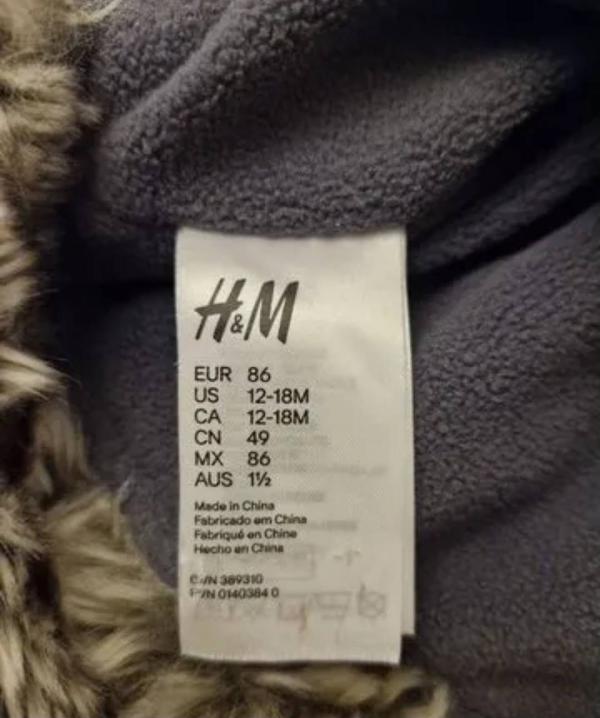 H&M
EUR 86
US 12-18M
CA 12-18M
CN 49
MX 86
AUS 1½
Made in China
Fabricado em China
Fabriqué en Chine
Hecho en China
C/N 389310
P/N 0140384 0